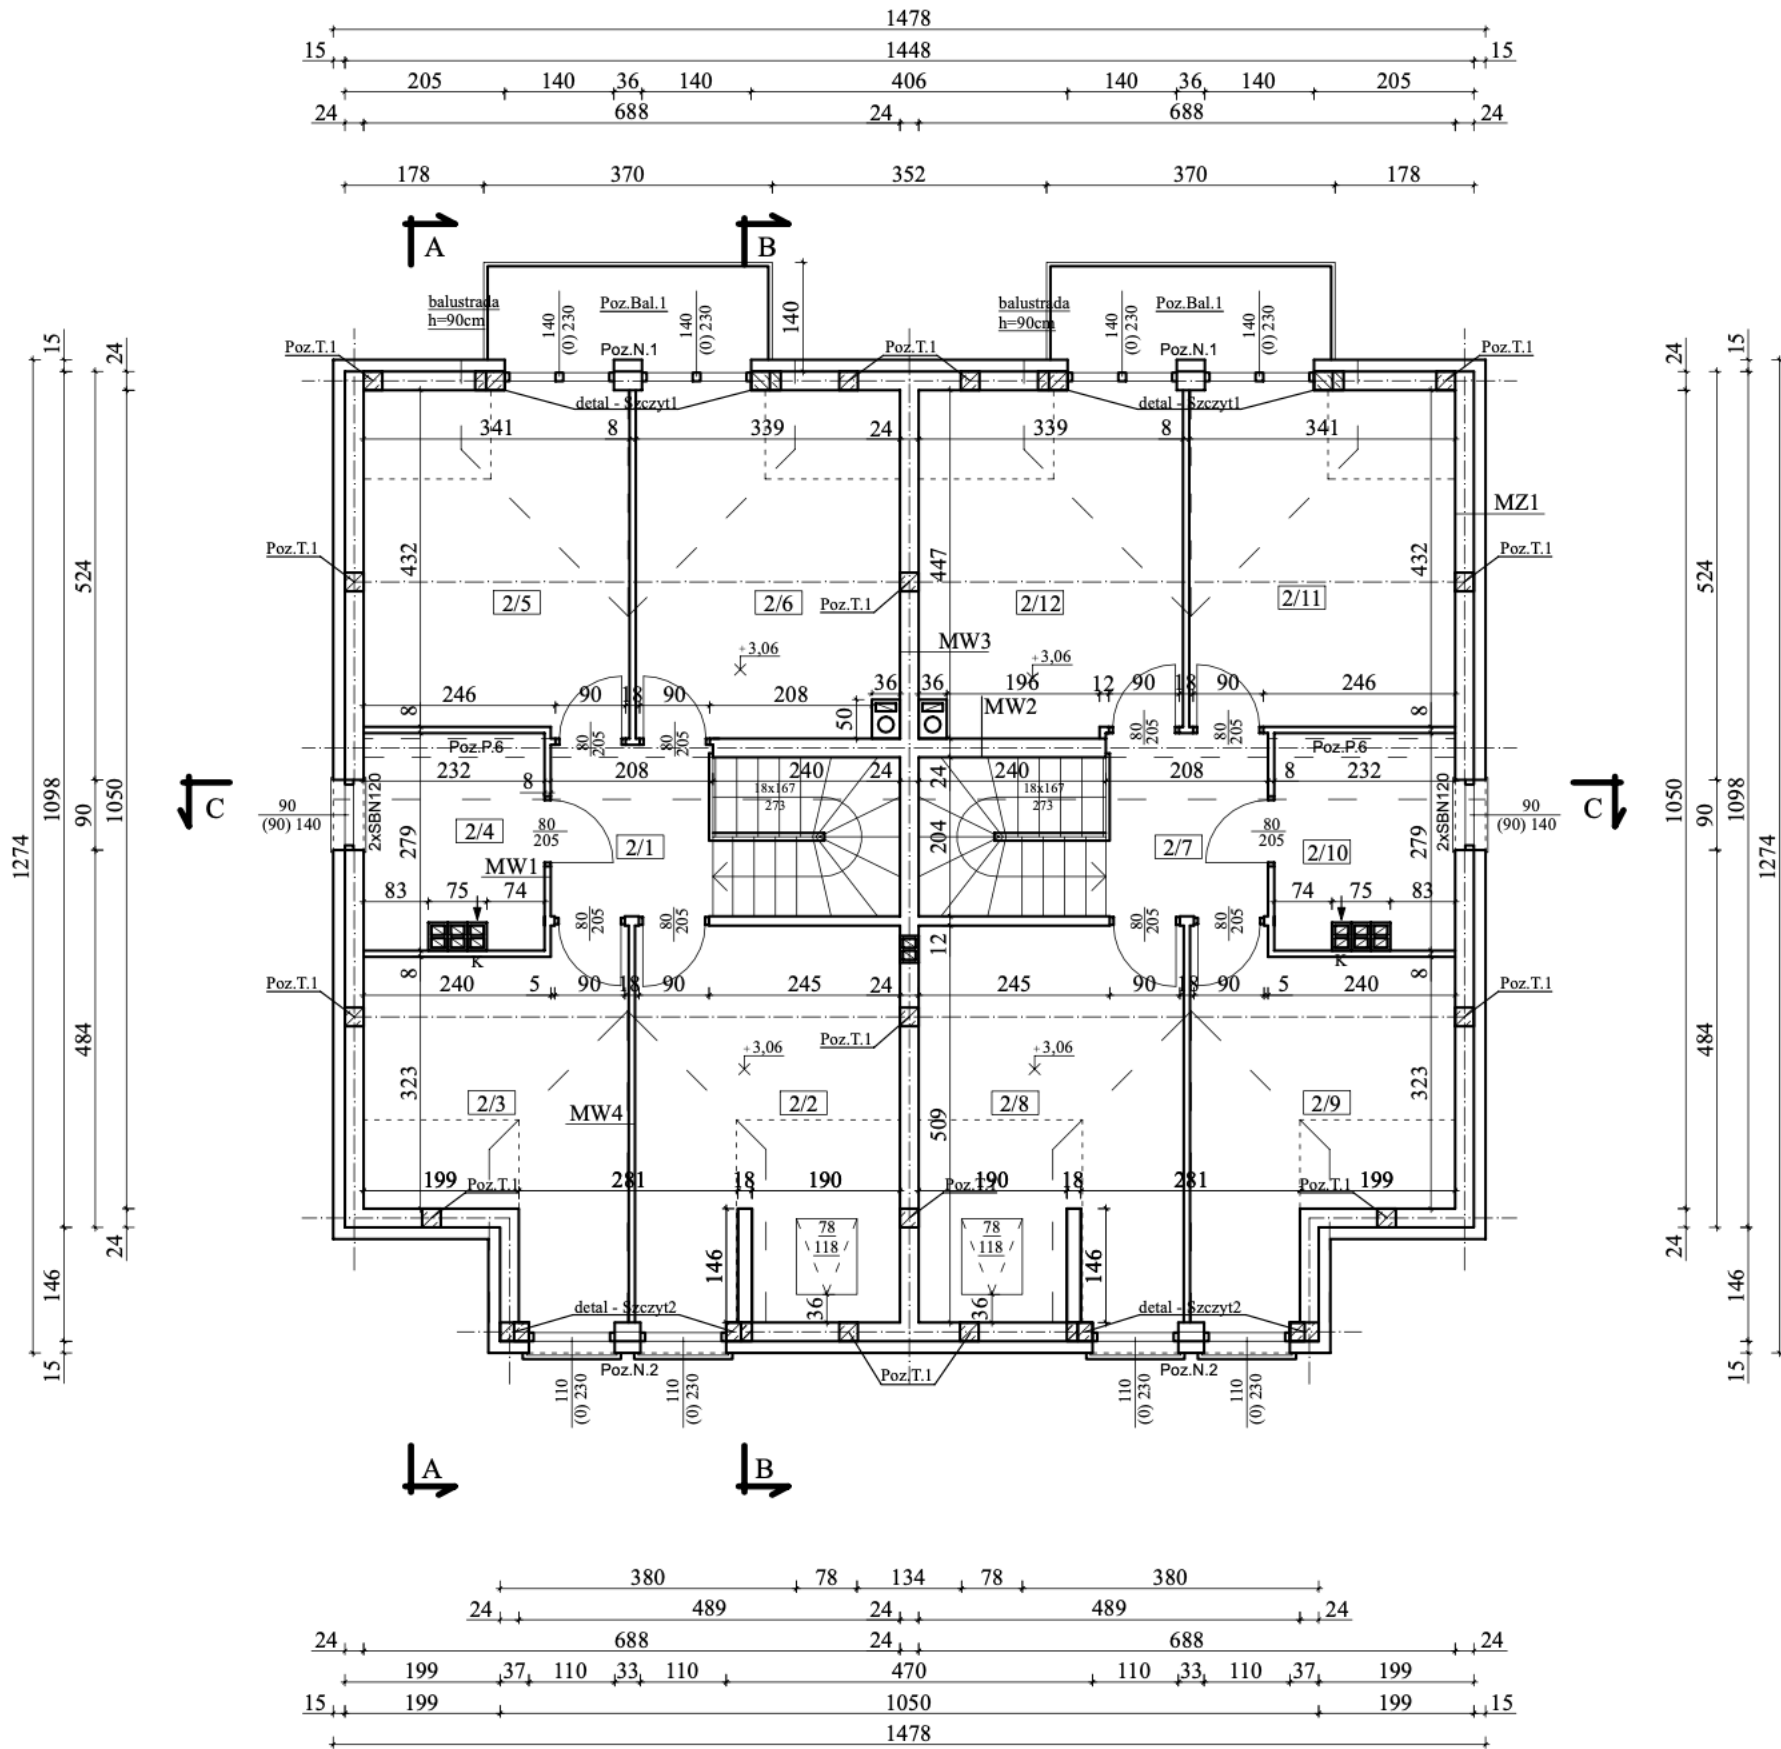 1478
15 1448 15
205 140 36 140 406 140 36 140 205
24 688 24 688 24
178 370 352 370 178
A B
balustrada
h=90cm
Poz.Bal.1
140
(0) 230
140
(0) 230
140
balustrada
h=90cm
Poz.Bal.1
140
(0) 230
140
(0) 230
Poz.T.1 Poz.N.1 Poz.T.1 Poz.N.1 Poz.T.1
15 24 24 15
detal - Szczyt1 detal - Szczyt1
341 8 339 24 339 8 341
MZ1
Poz.T.1 432 447 432 Poz.T.1
524 524
2/5 2/6 Poz.T.1 2/12 2/11
+3,06 MW3 +3,06
246 90 18 90 208 36 36 196 12 90 18 90 246
8 50 MW2 8
80
205
80
205
80
205
80
205
Poz.P.6 Poz.P.6
232 8 208 240 24 24 240 208 8 232
18x167
273
18x167
273
C C
90
(90) 140
2xSBN120
2/4 279 80
205
2/1 204 2/7 80
205
2/10 279
2xSBN120
90
(90) 140
1274 1098 90 1050 1050 90 1098 1274
MW1
83 75 74 74 75 83
80
205
80
205
80
205
80
205
K 12 K
8 8
240 5 90 18 90 245 24 245 90 18 90 5 240
Poz.T.1 Poz.T.1
484 Poz.T.1 484
+3,06 +3,06
323 323
2/3 MW4 2/2 2/8 2/9
509
199 Poz.T.1 281 18 190 190 Poz.T.1 18 281 Poz.T.1 199
24 24
146 146 78
118
78
118
146 146
36 36
detal - Szczyt2 detal - Szczyt2
15 Poz.N.2 Poz.T.1 Poz.N.2 15
110
(0) 230
110
(0) 230
110
(0) 230
110
(0) 230
A B
380 78 134 78 380
24 489 24 489 24
24 688 24 688 24
199 37 110 33 110 470 110 33 110 37 199
15 199 1050 199 15
1478